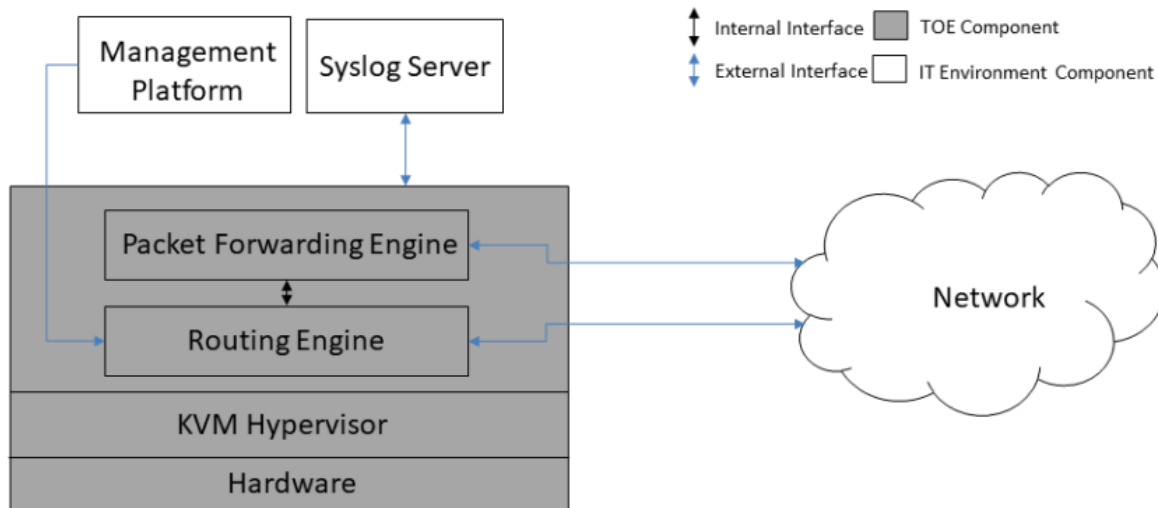 Management
Platform
Syslog Server
Internal Interface
TOE Component
External Interface
IT Environment Component
Packet Forwarding Engine
Routing Engine
Network
KVM Hypervisor
Hardware